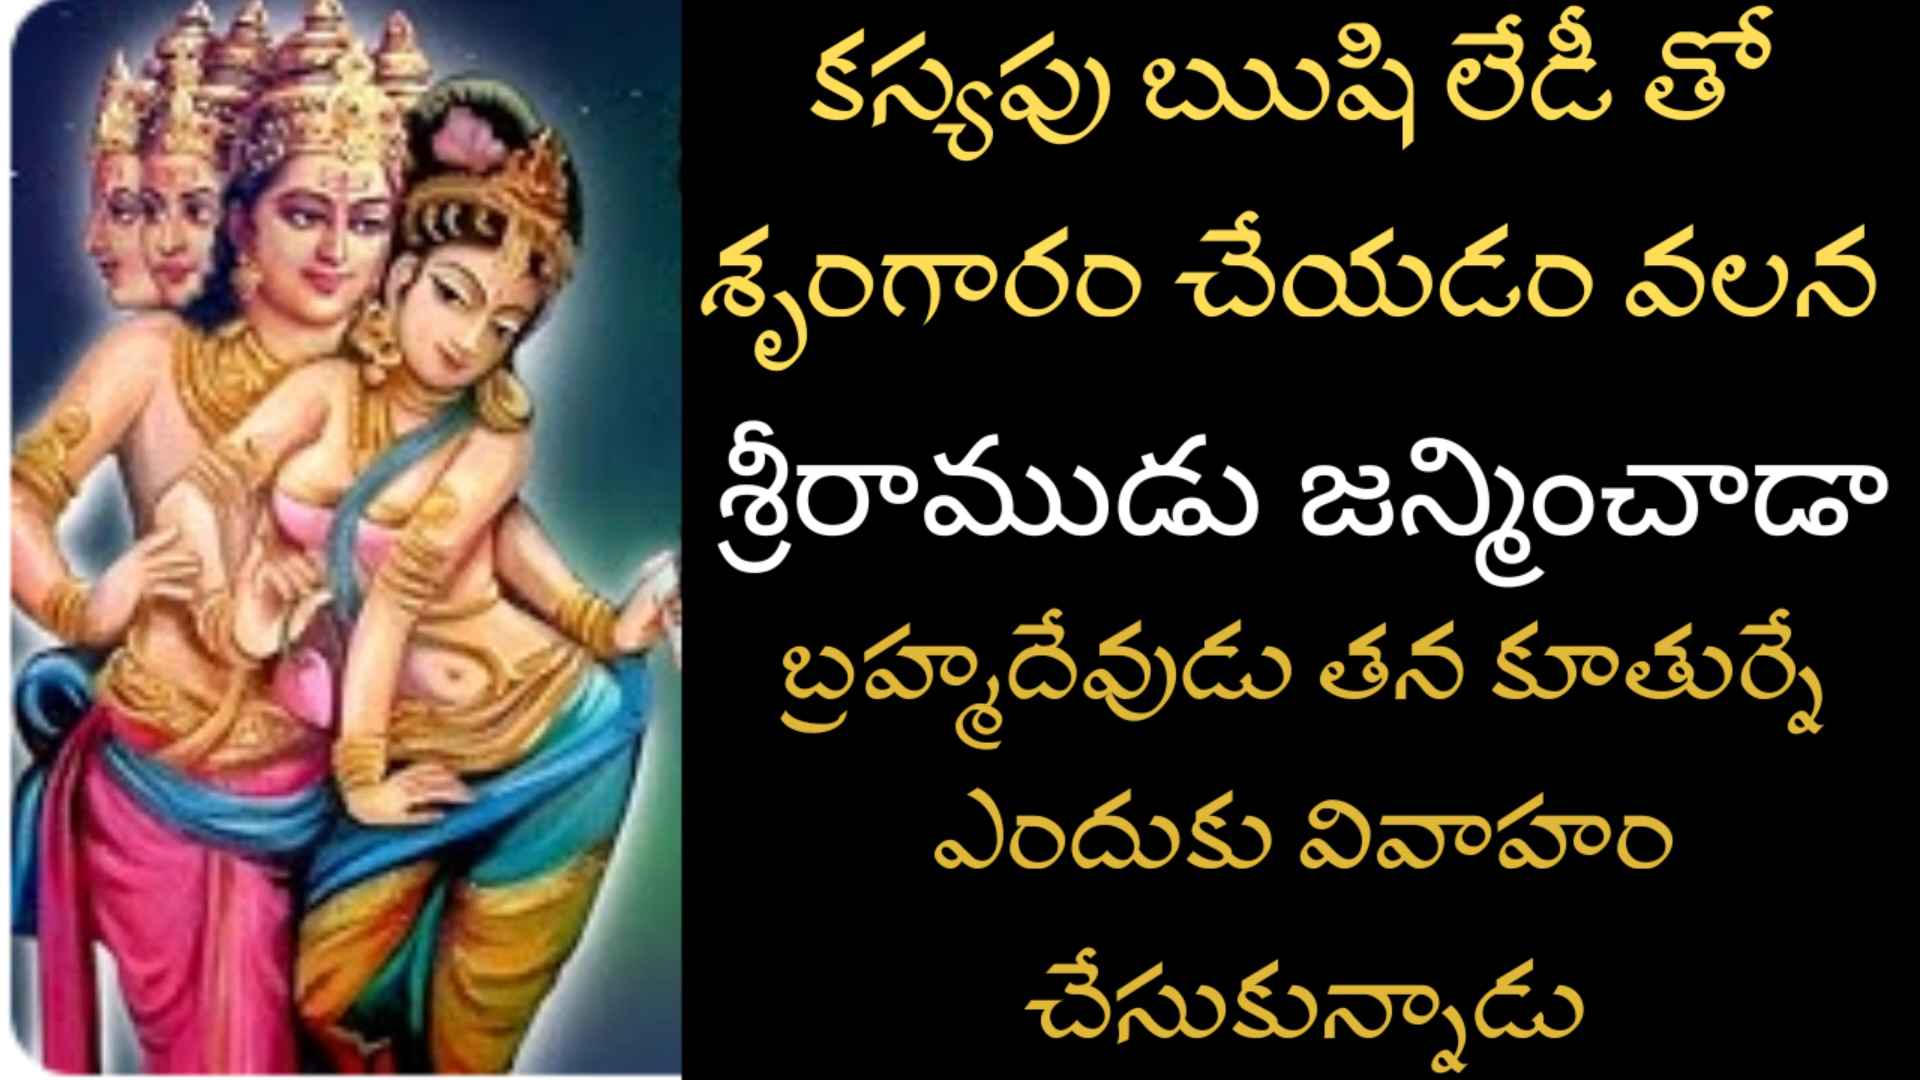 కస్యపు ఋషి లేడీ తో
శృంగారం చేయడం వలన
శ్రీరాముడు జన్మించాడా
బ్రహ్మదేవుడు తన కూతుర్నే
ఎందుకు వివాహం
చేసుకున్నాడు